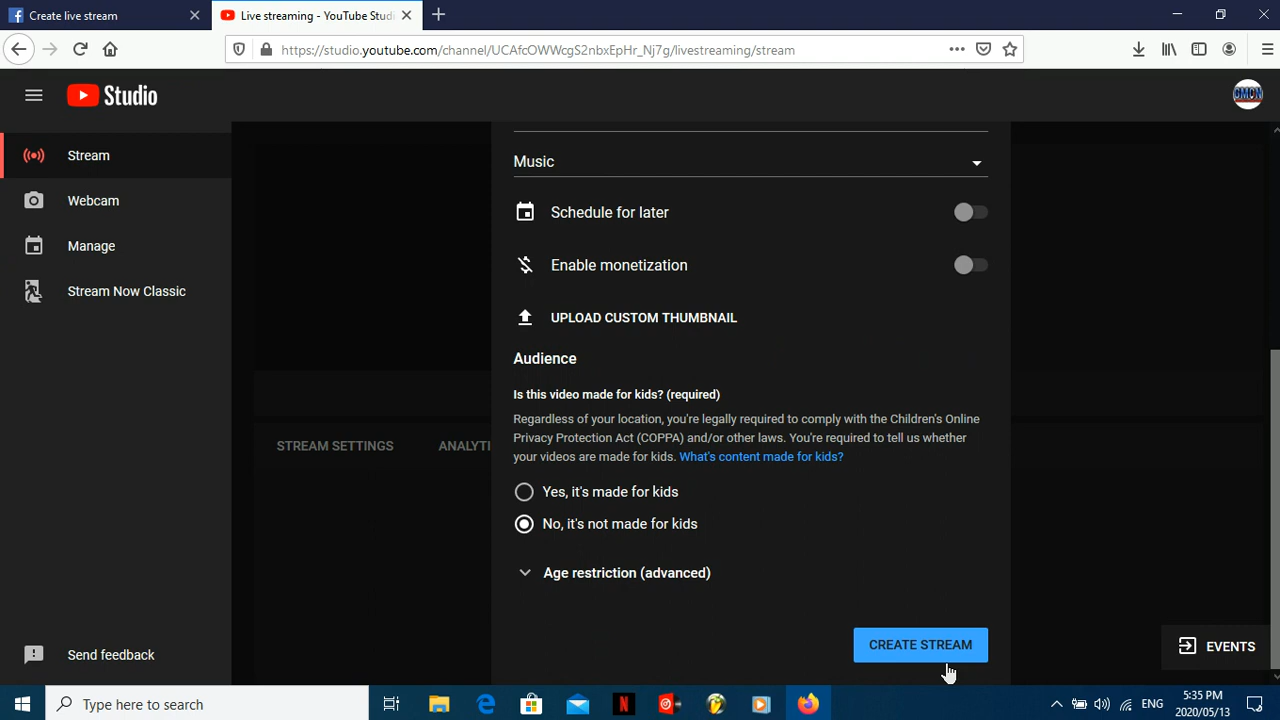 Create live stream
Live streaming - YouTube Studi
https://studio.youtube.com/channel/UCAfcOWWcgS2nbxEpHr_Nj7g/livestreaming/stream
Studio
CMCN
Stream
Webcam
Manage
Stream Now Classic
Music
Schedule for later
Enable monetization
UPLOAD CUSTOM THUMBNAIL
Audience
Is this video made for kids? (required)
Regardless of your location, you're legally required to comply with the Children's Online
Privacy Protection Act (COPPA) and/or other laws. You're required to tell us whether
your videos are made for kids. What's content made for kids?
Yes, it's made for kids
No, it's not made for kids
Age restriction (advanced)
CREATE STREAM
STREAM SETTINGS
ANALYTI
Send feedback
EVENTS
Type here to search
ENG
5:35 PM
2020/05/13